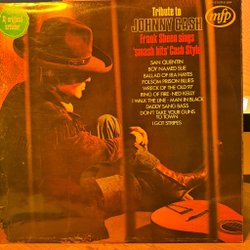 Tribute to
JOHNNY CASH
Frank Sheen sings
'smash hits' Cash Style
mfp
SAN QUENTIN
BOY NAMED SUE
BALLAD OF IRA HAYES
FOLSOM PRISON BLUES
WRECK OF THE OLD 97
RING OF FIRE · NED KELLY
I WALK THE LINE · MAN IN BLACK
DADDY SANG BASS
DON'T TAKE YOUR GUNS
TO TOWN
I GOT STRIPES